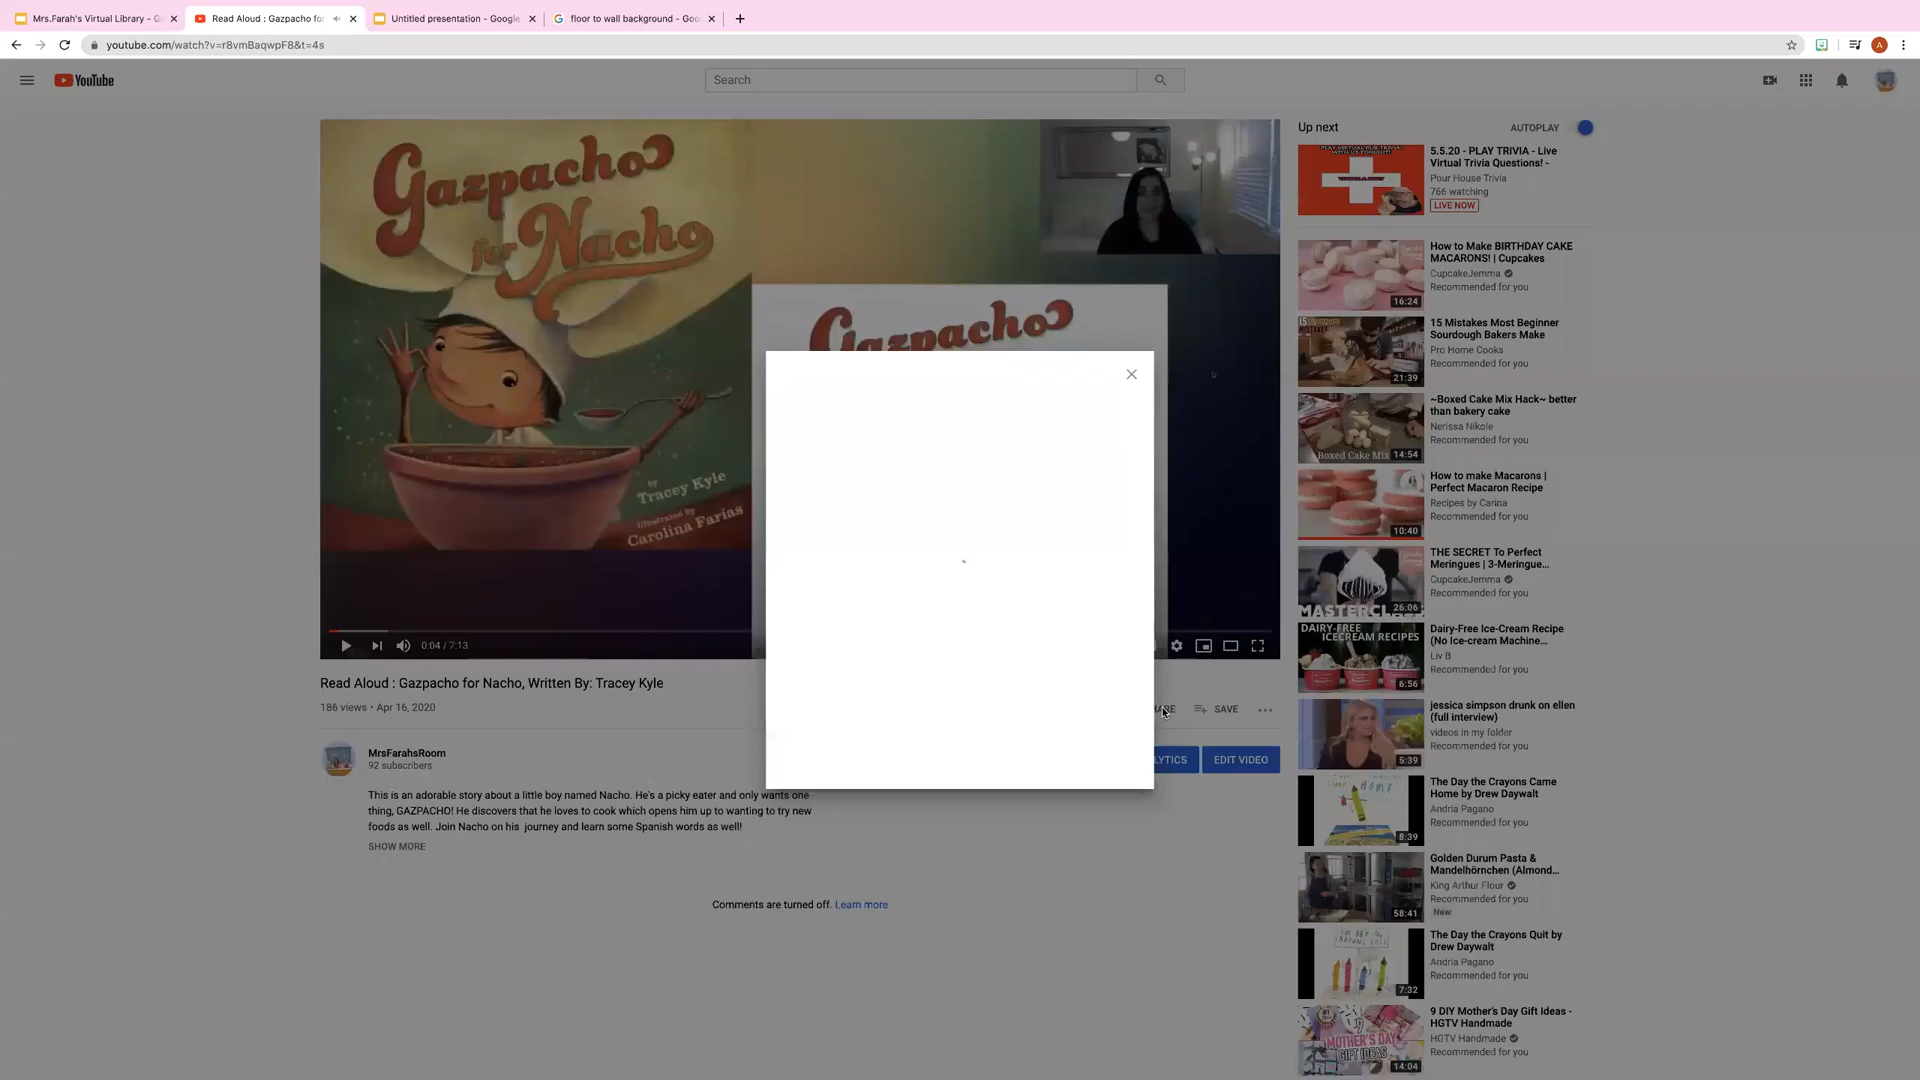 Mrs.Farah's Virtual Library - G
Read Aloud : Gazpacho fo
Untitled presentation - Google
floor to wall background - Goo
youtube.com/watch?v=r8vmBaqwpF8&t=4s
A
YouTube
Search
Gazpacho
for Nacho
by
Tracey Kyle
illustrated by
Carolina Farías
Gazpacho
0:04 / 7:13
Read Aloud : Gazpacho for Nacho, Written By: Tracey Kyle
186 views • Apr 16, 2020
SAVE
MrsFarahsRoom
92 subscribers
LYTICS
EDIT VIDEO
This is an adorable story about a little boy named Nacho. He's a picky eater and only wants one
thing, GAZPACHO! He discovers that he loves to cook which opens him up to wanting to try new
foods as well. Join Nacho on his journey and learn some Spanish words as well!
SHOW MORE
Comments are turned off. Learn more
Up next
AUTOPLAY
5.5.20 - PLAY TRIVIA - Live
Virtual Trivia Questions! -
Pour House Trivia
766 watching
LIVE NOW
How to Make BIRTHDAY CAKE
MACARONS! | Cupcakes
CupcakeJemma
Recommended for you
16:24
15 Mistakes Most Beginner
Sourdough Bakers Make
Pro Home Cooks
Recommended for you
21:39
~Boxed Cake Mix Hack~ better
than bakery cake
Nerissa Nikole
Recommended for you
Boxed Cake Mix
14:54
How to make Macarons |
Perfect Macaron Recipe
Recipes by Carina
Recommended for you
10:40
THE SECRET To Perfect
Meringues | 3-Meringue...
CupcakeJemma
Recommended for you
26:06
MASTERCL
DAIRY-FREE
ICECREAM RECIPES
Dairy-Free Ice-Cream Recipe
(No Ice-cream Machine...
Liv B
Recommended for you
6:56
jessica simpson drunk on ellen
(full interview)
videos in my folder
Recommended for you
5:39
The Day the Crayons Came
Home by Drew Daywalt
Andria Pagano
Recommended for you
8:39
Golden Durum Pasta &
Mandelhörnchen (Almond...
King Arthur Flour
Recommended for you
New
58:41
The Day the Crayons Quit by
Drew Daywalt
Andria Pagano
Recommended for you
7:32
9 DIY Mother's Day Gift Ideas -
HGTV Handmade
HGTV Handmade
Recommended for you
9
MOTHER'S DAY
GIFT IDEAS
14:04